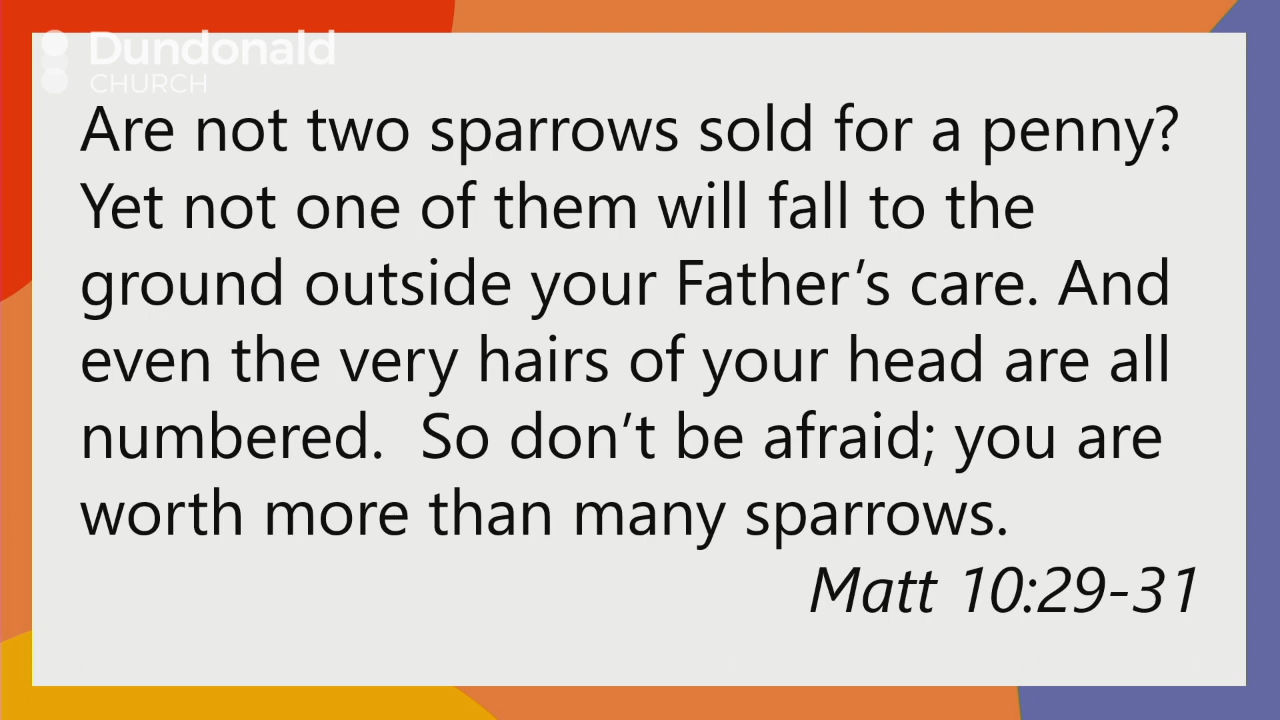 Dundonald
CHURCH
Are not two sparrows sold for a penny?
Yet not one of them will fall to the
ground outside your Father’s care. And
even the very hairs of your head are all
numbered.  So don’t be afraid; you are
worth more than many sparrows.
Matt 10:29-31